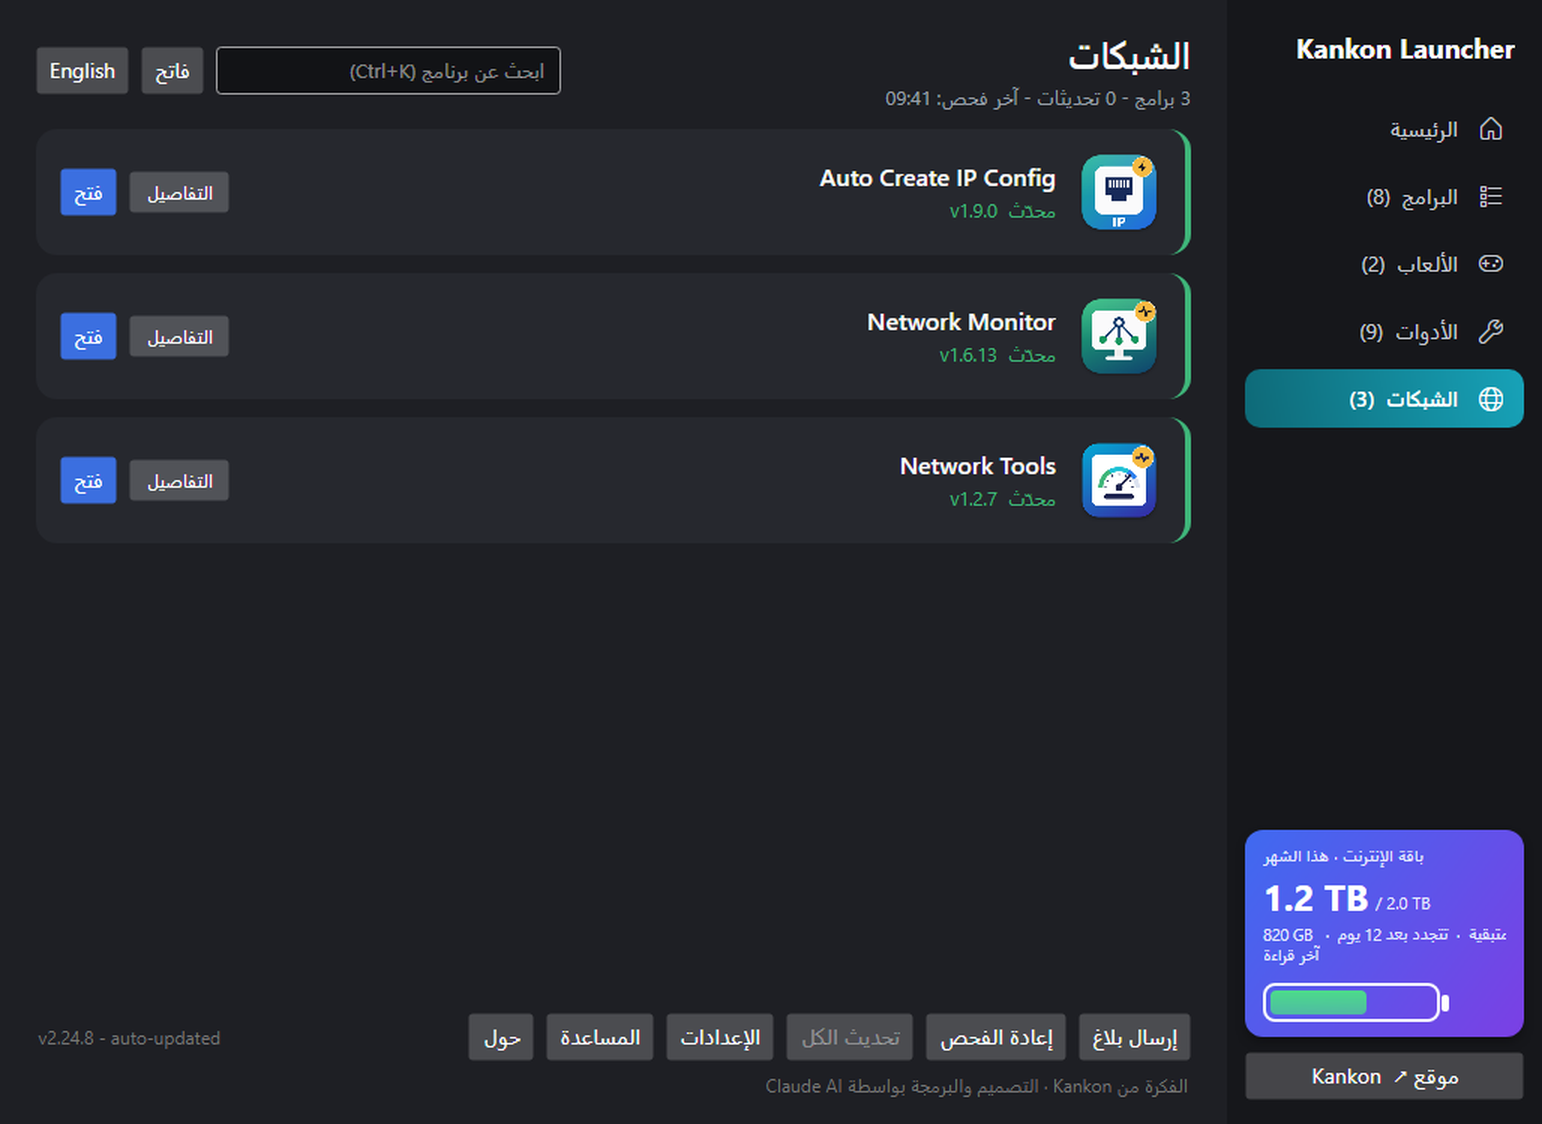 Kankon Launcher
الرئيسية
البرامج (8)
الألعاب (2)
الأدوات (9)
الشبكات (3)
باقة الإنترنت · هذا الشهر
1.2 TB / 2.0 TB
820 GB · تتجدد بعد 12 يوم · متبقية
آخر قراءة
موقع Kankon ↗
الشبكات
3 برامج - 0 تحديثات - آخر فحص: 09:41
ابحث عن برنامج (Ctrl+K)
فاتح
English
Auto Create IP Config
محدّث v1.9.0
IP
التفاصيل
فتح
Network Monitor
محدّث v1.6.13
التفاصيل
فتح
Network Tools
محدّث v1.2.7
التفاصيل
فتح
إرسال بلاغ
إعادة الفحص
تحديث الكل
الإعدادات
المساعدة
حول
v2.24.8 - auto-updated
الفكرة من Kankon · التصميم والبرمجة بواسطة Claude AI